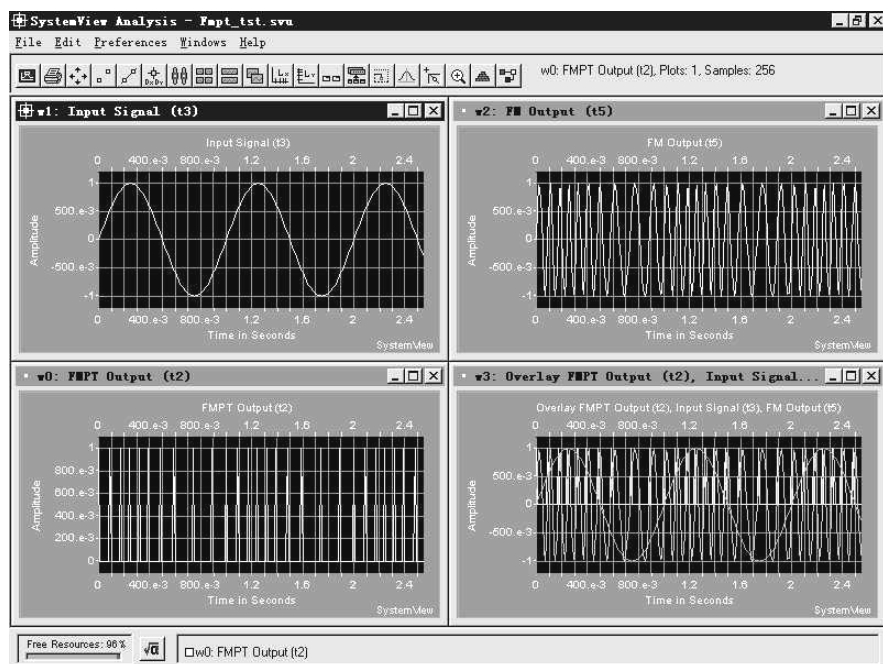 SystemView Analysis - Fmpt_tst.svu
File Edit Preferences Windows Help
w0: FMPT Output (t2), Plots: 1, Samples: 256
w1: Input Signal (t3)
Input Signal (t3)
0 400.e-3 800.e-3 1.2 1.6 2 2.4
Amplitude
1
500.e-3
0
-500.e-3
-1
0 400.e-3 800.e-3 1.2 1.6 2 2.4
Time in Seconds
SystemView
w2: FM Output (t5)
FM Output (t5)
0 400.e-3 800.e-3 1.2 1.6 2 2.4
Amplitude
1
500.e-3
0
-500.e-3
-1
0 400.e-3 800.e-3 1.2 1.6 2 2.4
Time in Seconds
SystemView
w0: FMPT Output (t2)
FMPT Output (t2)
0 400.e-3 800.e-3 1.2 1.6 2 2.4
Amplitude
1
800.e-3
600.e-3
400.e-3
200.e-3
0
0 400.e-3 800.e-3 1.2 1.6 2 2.4
Time in Seconds
SystemView
w3: Overlay FMPT Output (t2), Input Signal...
Overlay FMPT Output (t2), Input Signal (t3), FM Output (t5)
0 400.e-3 800.e-3 1.2 1.6 2 2.4
Amplitude
1
500.e-3
0
-500.e-3
-1
0 400.e-3 800.e-3 1.2 1.6 2 2.4
Time in Seconds
SystemView
Free Resources: 96%
√α
w0: FMPT Output (t2)